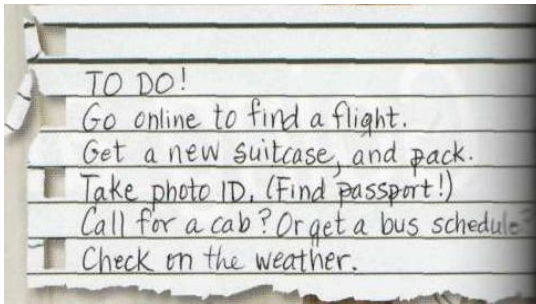 TO DO!
Go online to find a flight.
Get a new suitcase, and pack.
Take photo ID. (Find passport!)
Call for a cab? Or get a bus schedule?
Check on the weather.